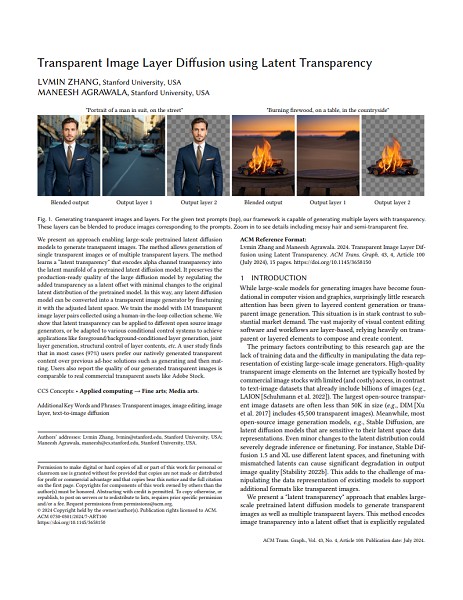 Transparent Image Layer Diffusion using Latent Transparency
LVMIN ZHANG, Stanford University, USA
MANEESH AGRAWALA, Stanford University, USA
"Portrait of a man in suit, on the street"
"Burning firewood, on a table, in the countryside"
Blended output
Output layer 1
Output layer 2
Blended output
Output layer 1
Output layer 2
Fig. 1. Generating transparent images and layers. For the given text prompts (top), our framework is capable of generating multiple layers with transparency.
These layers can be blended to produce images corresponding to the prompts. Zoom in to see details including messy hair and semi-transparent fire.
We present an approach enabling large-scale pretrained latent diffusion
models to generate transparent images. The method allows generation of
single transparent images or of multiple transparent layers. The method
learns a "latent transparency" that encodes alpha channel transparency into
the latent manifold of a pretrained latent diffusion model. It preserves the
production-ready quality of the large diffusion model by regulating the
added transparency as a latent offset with minimal changes to the original
latent distribution of the pretrained model. In this way, any latent diffusion
model can be converted into a transparent image generator by finetuning
it with the adjusted latent space. We train the model with 1M transparent
image layer pairs collected using a human-in-the-loop collection scheme. We
show that latent transparency can be applied to different open source image
generators, or be adapted to various conditional control systems to achieve
applications like foreground/background-conditioned layer generation, joint
layer generation, structural control of layer contents, etc. A user study finds
that in most cases (97%) users prefer our natively generated transparent
content over previous ad-hoc solutions such as generating and then mat-
ting. Users also report the quality of our generated transparent images is
comparable to real commercial transparent assets like Adobe Stock.
CCS Concepts: • Applied computing → Fine arts; Media arts.
Additional Key Words and Phrases: Transparent images, image editing, image
layer, text-to-image diffusion
Authors' addresses: Lvmin Zhang, lvmin@stanford.edu, Stanford University, USA;
Maneesh Agrawala, maneesh@cs.stanford.edu, Stanford University, USA.
Permission to make digital or hard copies of all or part of this work for personal or
classroom use is granted without fee provided that copies are not made or distributed
for profit or commercial advantage and that copies bear this notice and the full citation
on the first page. Copyrights for components of this work owned by others than the
author(s) must be honored. Abstracting with credit is permitted. To copy otherwise, or
republish, to post on servers or to redistribute to lists, requires prior specific permission
and/or a fee. Request permissions from permissions@acm.org.
© 2024 Copyright held by the owner/author(s). Publication rights licensed to ACM.
ACM 0730-0301/2024/7-ART100
https://doi.org/10.1145/3658150
ACM Reference Format:
Lvmin Zhang and Maneesh Agrawala. 2024. Transparent Image Layer Dif-
fusion using Latent Transparency. ACM Trans. Graph. 43, 4, Article 100
(July 2024), 15 pages. https://doi.org/10.1145/3658150
1 INTRODUCTION
While large-scale models for generating images have become foun-
dational in computer vision and graphics, surprisingly little research
attention has been given to layered content generation or trans-
parent image generation. This situation is in stark contrast to sub-
stantial market demand. The vast majority of visual content editing
software and workflows are layer-based, relying heavily on trans-
parent or layered elements to compose and create content.
The primary factors contributing to this research gap are the
lack of training data and the difficulty in manipulating the data rep-
resentation of existing large-scale image generators. High-quality
transparent image elements on the Internet are typically hosted by
commercial image stocks with limited (and costly) access, in contrast
to text-image datasets that already include billions of images (e.g.,
LAION [Schuhmann et al. 2022]). The largest open-source transpar-
ent image datasets are often less than 50K in size (e.g., DIM [Xu
et al. 2017] includes 45,500 transparent images). Meanwhile, most
open-source image generation models, e.g., Stable Diffusion, are
latent diffusion models that are sensitive to their latent space data
representations. Even minor changes to the latent distribution could
severely degrade inference or finetuning. For instance, Stable Dif-
fusion 1.5 and XL use different latent spaces, and finetuning with
mismatched latents can cause significant degradation in output
image quality [Stability 2022b]. This adds to the challenge of ma-
nipulating the data representation of existing models to support
additional formats like transparent images.
We present a "latent transparency" approach that enables large-
scale pretrained latent diffusion models to generate transparent
images as well as multiple transparent layers. This method encodes
image transparency into a latent offset that is explicitly regulated
ACM Trans. Graph., Vol. 43, No. 4, Article 100. Publication date: July 2024.